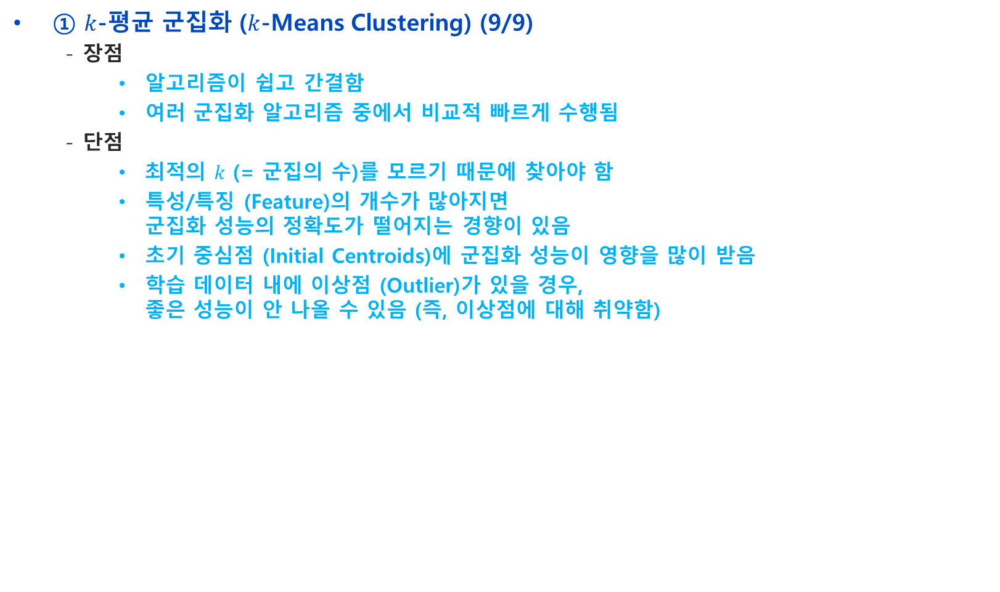 • ① k-평균 군집화 (k-Means Clustering) (9/9)
- 장점
• 알고리즘이 쉽고 간결함
• 여러 군집화 알고리즘 중에서 비교적 빠르게 수행됨
- 단점
• 최적의 k (= 군집의 수)를 모르기 때문에 찾아야 함
• 특성/특징 (Feature)의 개수가 많아지면
군집화 성능의 정확도가 떨어지는 경향이 있음
• 초기 중심점 (Initial Centroids)에 군집화 성능이 영향을 많이 받음
• 학습 데이터 내에 이상점 (Outlier)가 있을 경우,
좋은 성능이 안 나올 수 있음 (즉, 이상점에 대해 취약함)